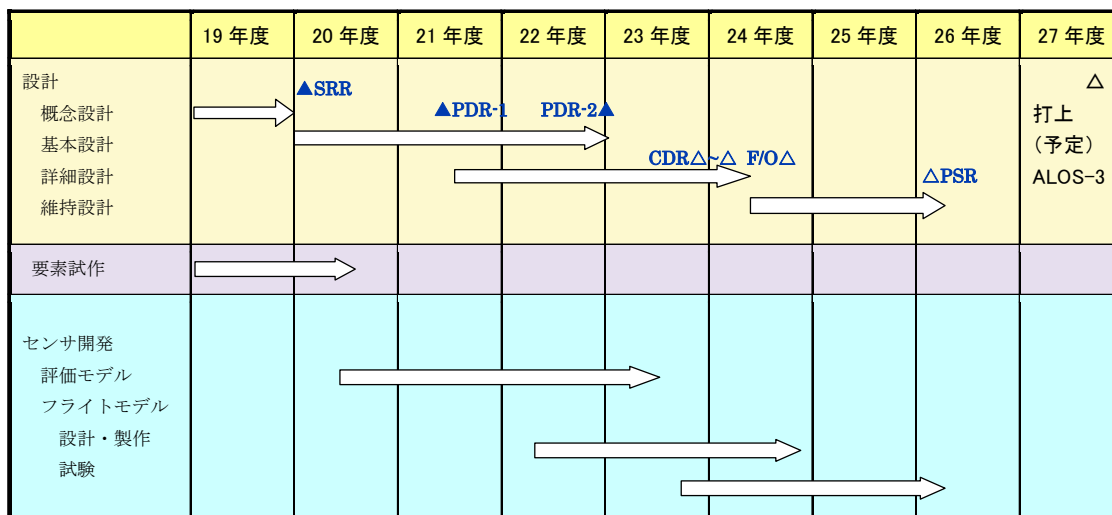 19 年度 20 年度 21 年度 22 年度 23 年度 24 年度 25 年度 26 年度 27 年度
設計 ▲SRR △
概念設計 ▲PDR-1 PDR-2▲ 打上
基本設計 (予定)
CDR△~△ F/O△
詳細設計 △PSR ALOS-3
維持設計
要素試作
センサ開発
評価モデル
フライトモデル
設計・製作
試験